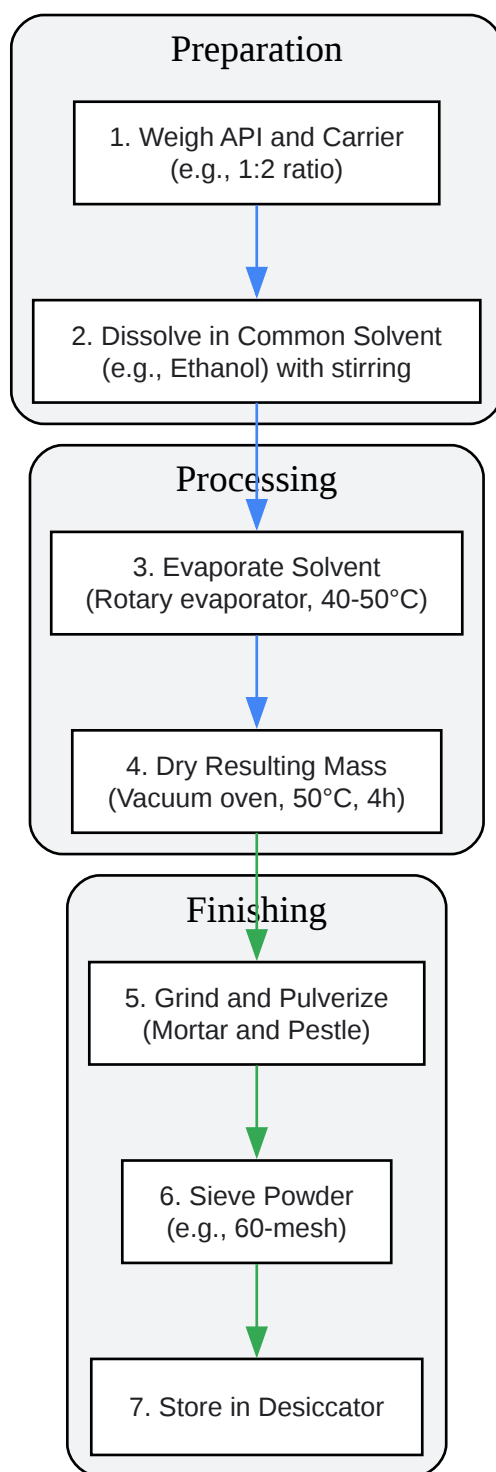 Preparation
1. Weigh API and Carrier
(e.g., 1:2 ratio)
2. Dissolve in Common Solvent
(e.g., Ethanol) with stirring
Processing
3. Evaporate Solvent
(Rotary evaporator, 40-50°C)
4. Dry Resulting Mass
(Vacuum oven, 50°C, 4h)
Finishing
5. Grind and Pulverize
(Mortar and Pestle)
6. Sieve Powder
(e.g., 60-mesh)
7. Store in Desiccator